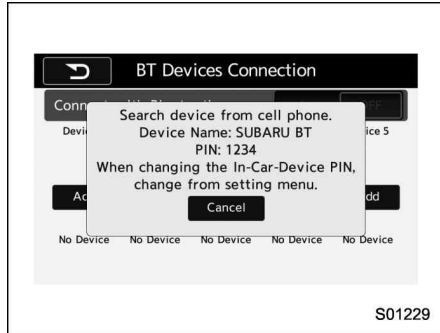 BT Devices Connection
Search device from cell phone.
Device Name: SUBARU BT
PIN: 1234
When changing the In-Car-Device PIN,
change from setting menu.
Cancel
No Device No Device No Device No Device No Device
S01229